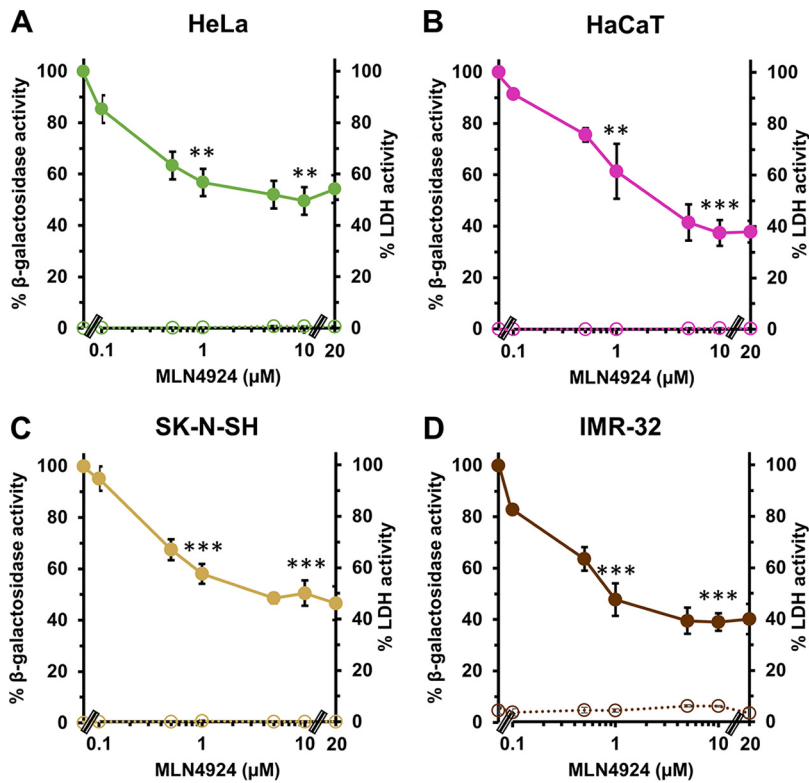 A
HeLa
% β-galactosidase activity
100
80
60
40
20
0
** **
100
80
60
40
20
0
% LDH activity
0.1 1 10 20
MLN4924 (μM)
B
HaCaT
% β-galactosidase activity
100
80
60
40
20
0
** ***
100
80
60
40
20
0
% LDH activity
0.1 1 10 20
MLN4924 (μM)
C
SK-N-SH
% β-galactosidase activity
100
80
60
40
20
0
*** ***
100
80
60
40
20
0
% LDH activity
0.1 1 10 20
MLN4924 (μM)
D
IMR-32
% β-galactosidase activity
100
80
60
40
20
0
*** ***
100
80
60
40
20
0
% LDH activity
0.1 1 10 20
MLN4924 (μM)